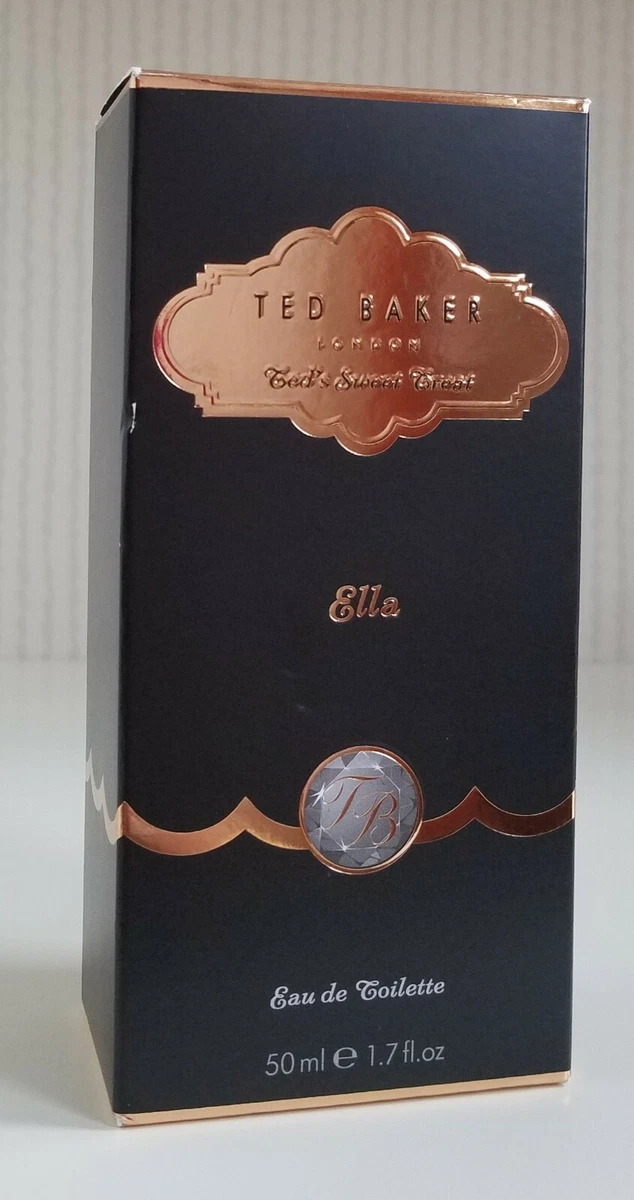 TED BAKER
LONDON
Ted's Sweet Treat
Ella
TB
Eau de Toilette
50 ml ℮ 1.7 fl.oz